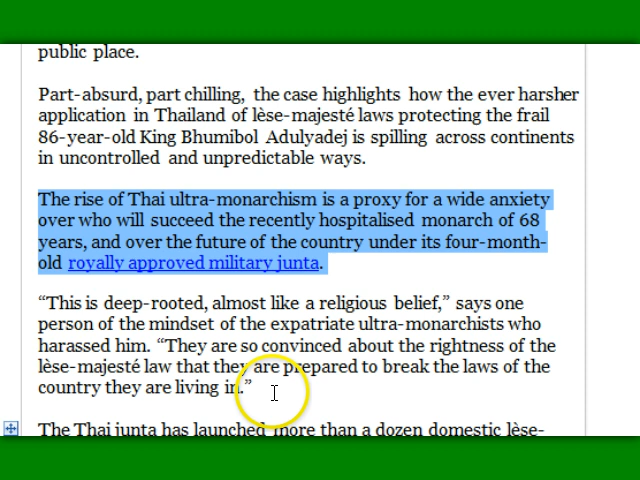 public place.
Part-absurd, part chilling, the case highlights how the ever harsher
application in Thailand of lèse-majesté laws protecting the frail
86-year-old King Bhumibol Adulyadej is spilling across continents
in uncontrolled and unpredictable ways.
The rise of Thai ultra-monarchism is a proxy for a wide anxiety
over who will succeed the recently hospitalised monarch of 68
years, and over the future of the country under its four-month-
old royally approved military junta.
“This is deep-rooted, almost like a religious belief,” says one
person of the mindset of the expatriate ultra-monarchists who
harassed him. “They are so convinced about the rightness of the
lèse-majesté law that they are prepared to break the laws of the
country they are living in.”
The Thai junta has launched more than a dozen domestic lèse-